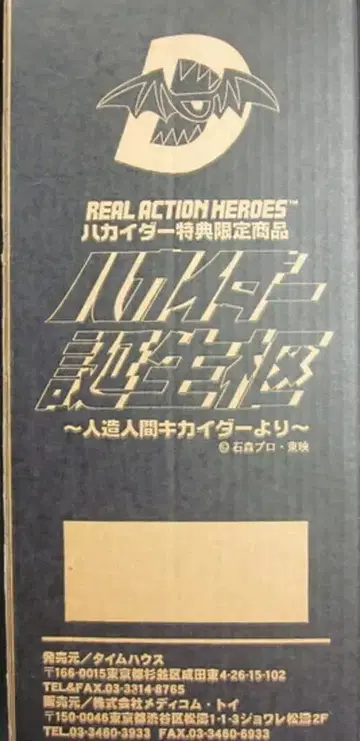 REAL ACTION HEROES™
ハカイダー特典限定商品
ハカイダー
誕生柩
〜人造人間キカイダーより〜
©石森プロ・東映
発売元/タイムハウス
〒166-0015東京都杉並区成田東4-26-15-102
TEL&FAX.03-3314-8765
販売元/株式会社メディコム・トイ
〒150-0046東京都渋谷区松濤1-1-3ジョワレ松濤2F
TEL.03-3460-3933 FAX.03-3460-6933